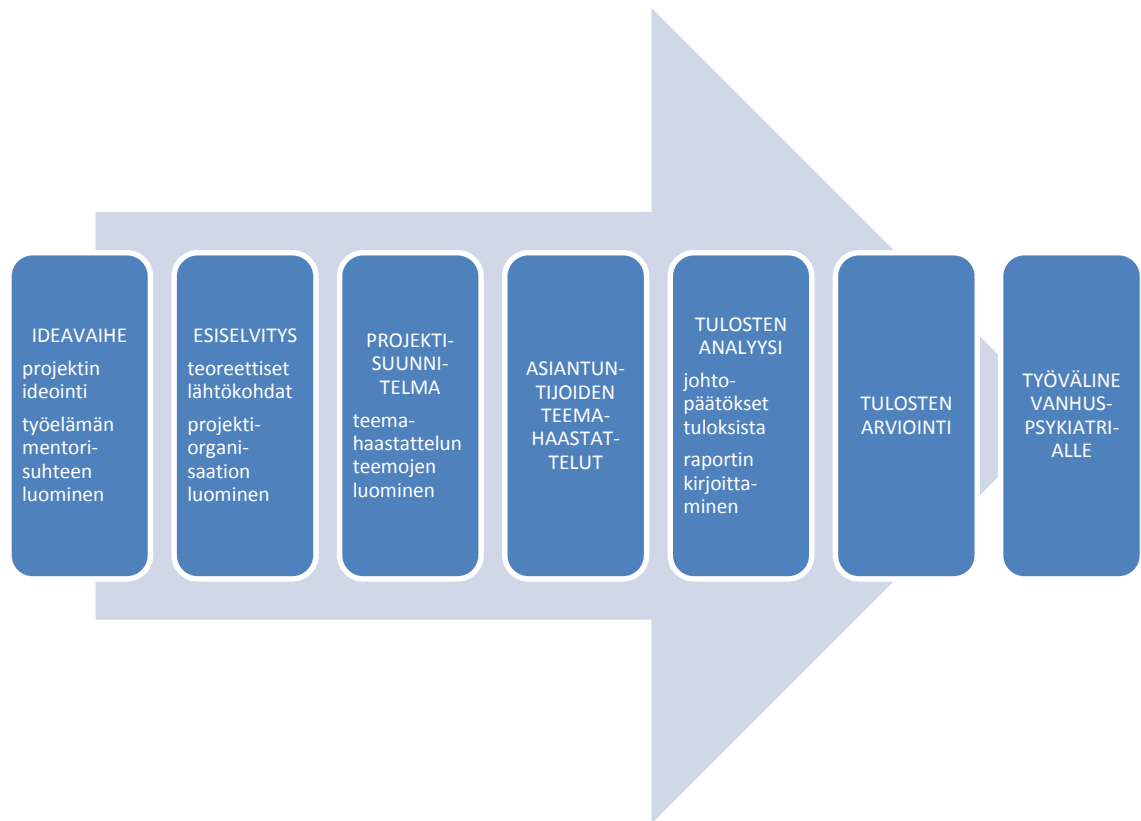 IDEAVAIHE
projektin
ideointi
työelämän
mentori-
suhteen
luominen
ESISELVITYS
teoreettiset
lähtökohdat
projekti-
organi-
saation
luominen
PROJEKTI-
SUUNNI-
TELMA
teema-
haastattelun
teemojen
luominen
ASIANTUN-
TIJOIDEN
TEEMA-
HAASTAT-
TELUT
TULOSTEN
ANALYYSI
johto-
päätökset
tuloksista
raportin
kirjoitta-
minen
TULOSTEN
ARVIOINTI
TYÖVÄLINE
VANHUS-
PSYKIATRI-
ALLE